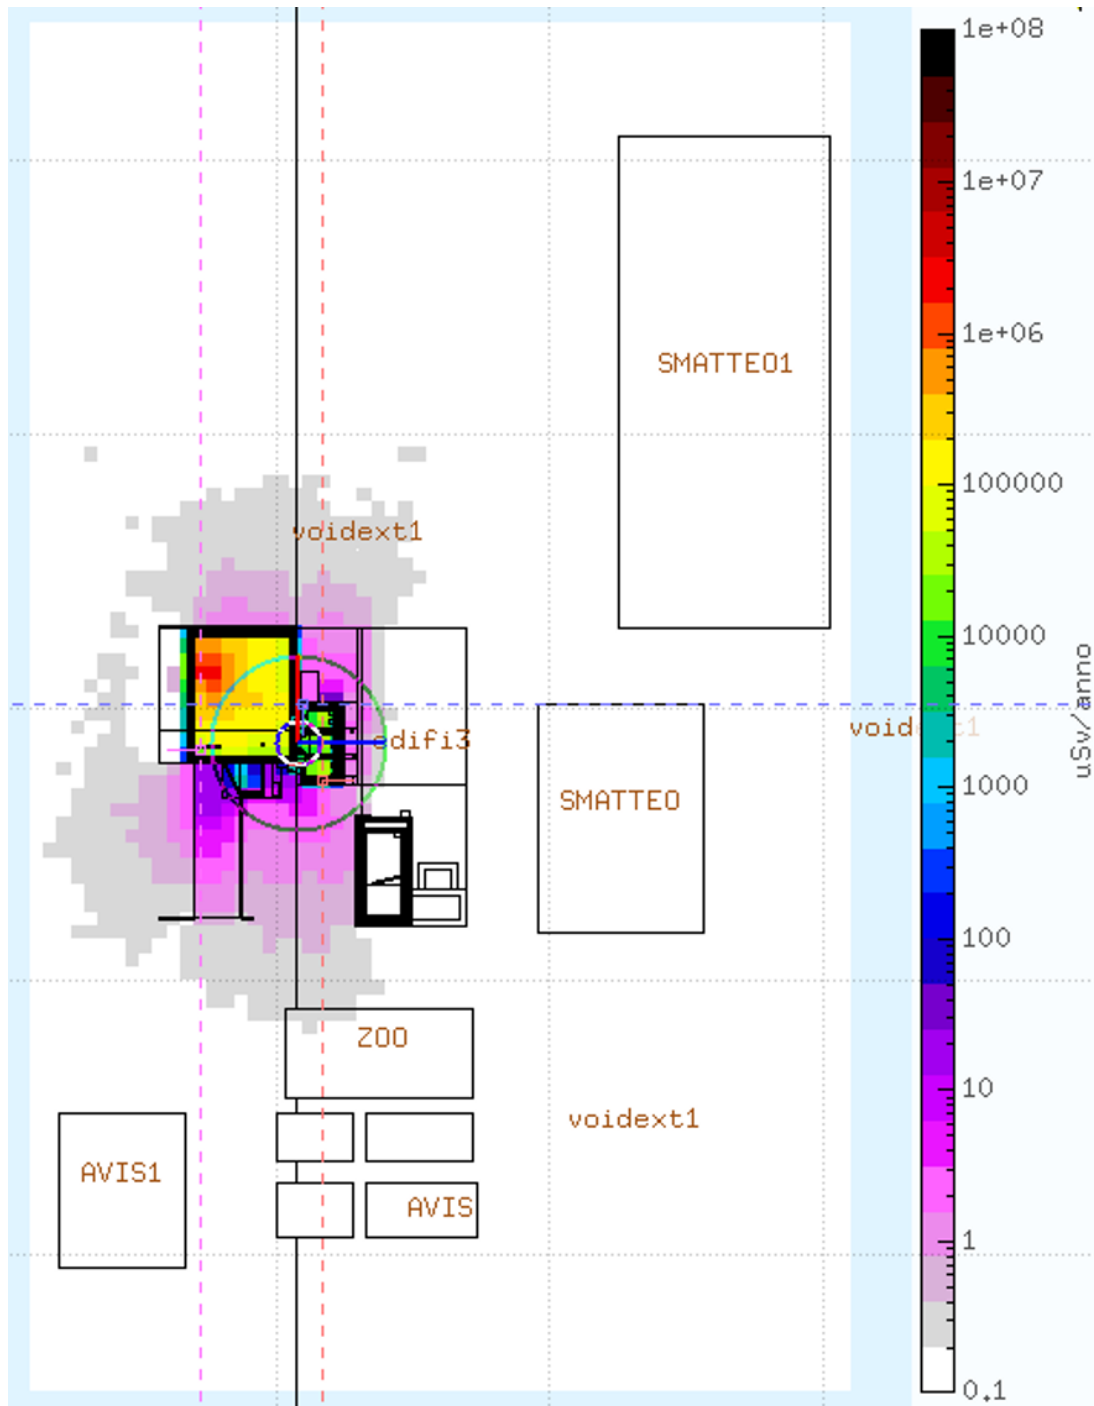 1e+08
1e+07
SMATTEO1
1e+06
100000
voidext1
10000
uSv/anno
edifi3
SMATTEO
1000
100
ZOO
10
voidext1
AVIS1
AVIS
1
0.1